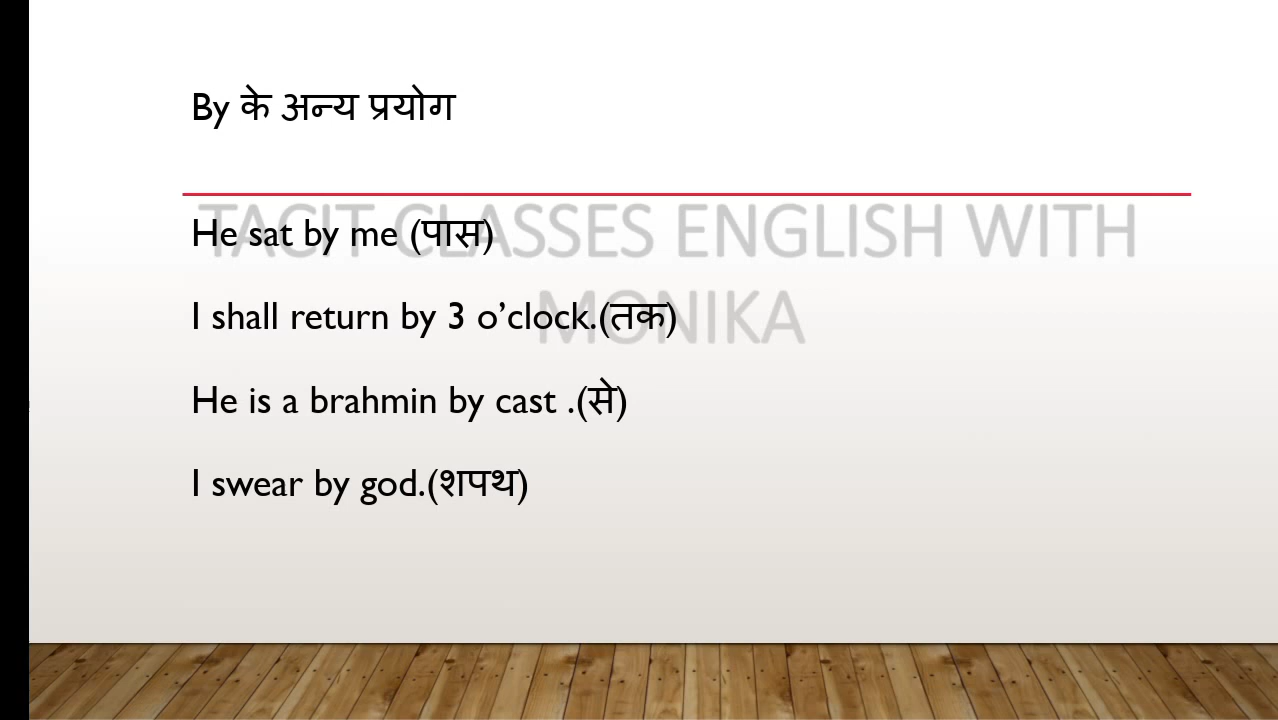 By के अन्य प्रयोग
TACIT CLASSES ENGLISH WITH
MONIKA
He sat by me (पास)
I shall return by 3 o’clock.(तक)
He is a brahmin by cast .(से)
I swear by god.(शपथ)